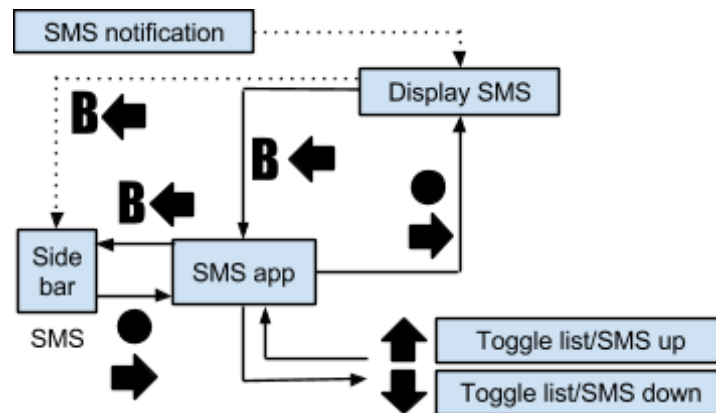 SMS notification
Display SMS
B
B
B
Side
bar
SMS app
SMS
Toggle list/SMS up
Toggle list/SMS down